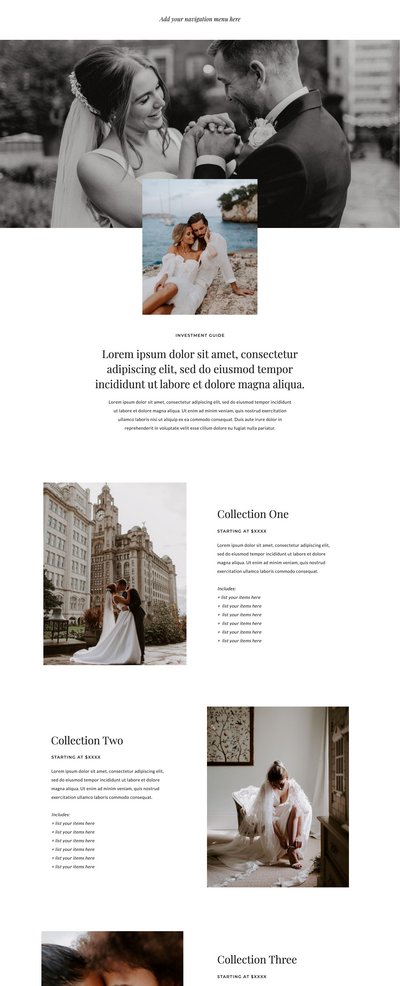 Add your navigation menu here
INVESTMENT GUIDE
Lorem ipsum dolor sit amet, consectetur
adipiscing elit, sed do eiusmod tempor
incididunt ut labore et dolore magna aliqua.
Lorem ipsum dolor sit amet, consectetur adipiscing elit, sed do eiusmod tempor incididunt
ut labore et dolore magna aliqua. Ut enim ad minim veniam, quis nostrud exercitation
ullamco laboris nisi ut aliquip ex ea commodo consequat. Duis aute irure dolor in
reprehenderit in voluptate velit esse cillum dolore eu fugiat nulla pariatur.
Collection One
STARTING AT $XXXX
Lorem ipsum dolor sit amet, consectetur adipiscing elit,
sed do eiusmod tempor incididunt ut labore et dolore
magna aliqua. Ut enim ad minim veniam, quis nostrud
exercitation ullamco laboris commodo consequat.
Includes:
+ list your items here
+ list your items here
+ list your items here
+ list your items here
+ list your items here
+ list your items here
Collection Two
STARTING AT $XXXX
Lorem ipsum dolor sit amet, consectetur adipiscing elit,
sed do eiusmod tempor incididunt ut labore et dolore
magna aliqua. Ut enim ad minim veniam, quis nostrud
exercitation ullamco laboris commodo consequat.
Includes:
+ list your items here
+ list your items here
+ list your items here
+ list your items here
+ list your items here
+ list your items here
Collection Three
STARTING AT $XXXX